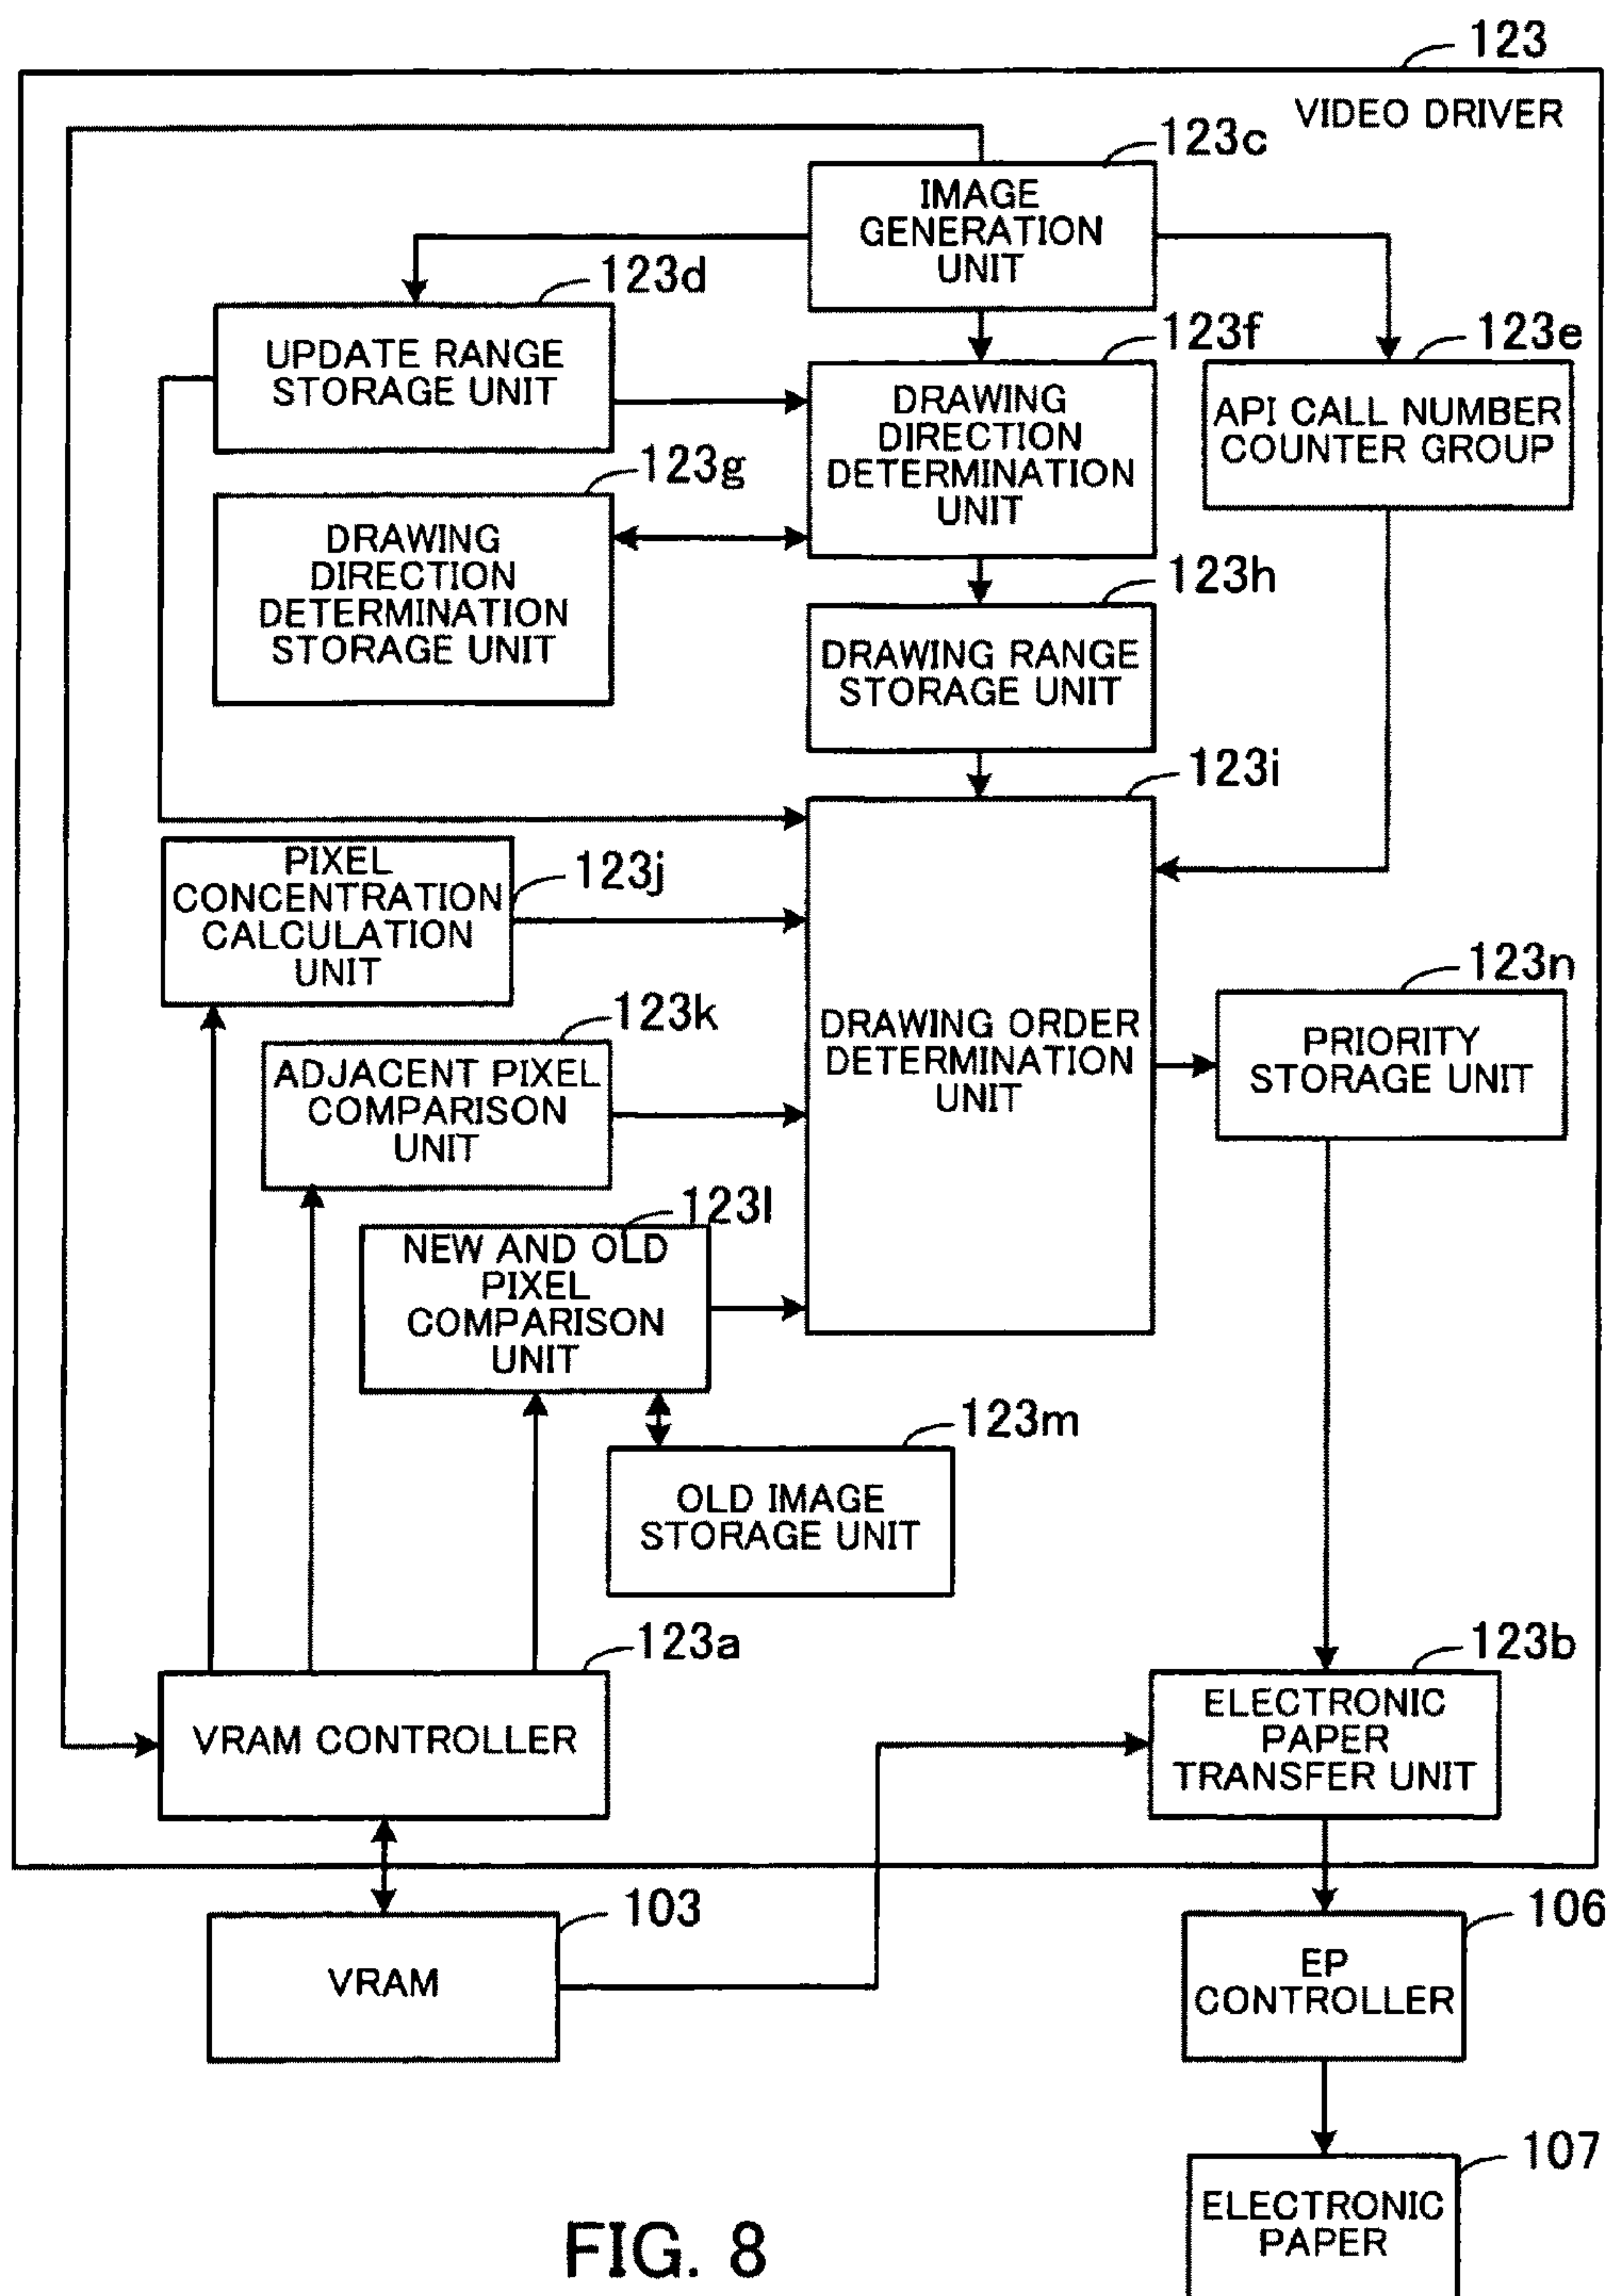 123
VIDEO DRIVER
123c
IMAGE
GENERATION
UNIT
123d
UPDATE RANGE
STORAGE UNIT
123f
DRAWING
DIRECTION
DETERMINATION
UNIT
123e
API CALL NUMBER
COUNTER GROUP
123g
DRAWING
DIRECTION
DETERMINATION
STORAGE UNIT
123h
DRAWING RANGE
STORAGE UNIT
123i
DRAWING ORDER
DETERMINATION
UNIT
123j
PIXEL
CONCENTRATION
CALCULATION
UNIT
123k
ADJACENT PIXEL
COMPARISON
UNIT
123n
PRIORITY
STORAGE UNIT
123l
NEW AND OLD
PIXEL
COMPARISON
UNIT
123m
OLD IMAGE
STORAGE UNIT
123a
VRAM CONTROLLER
123b
ELECTRONIC
PAPER
TRANSFER UNIT
103
VRAM
106
EP
CONTROLLER
107
ELECTRONIC
PAPER
FIG. 8